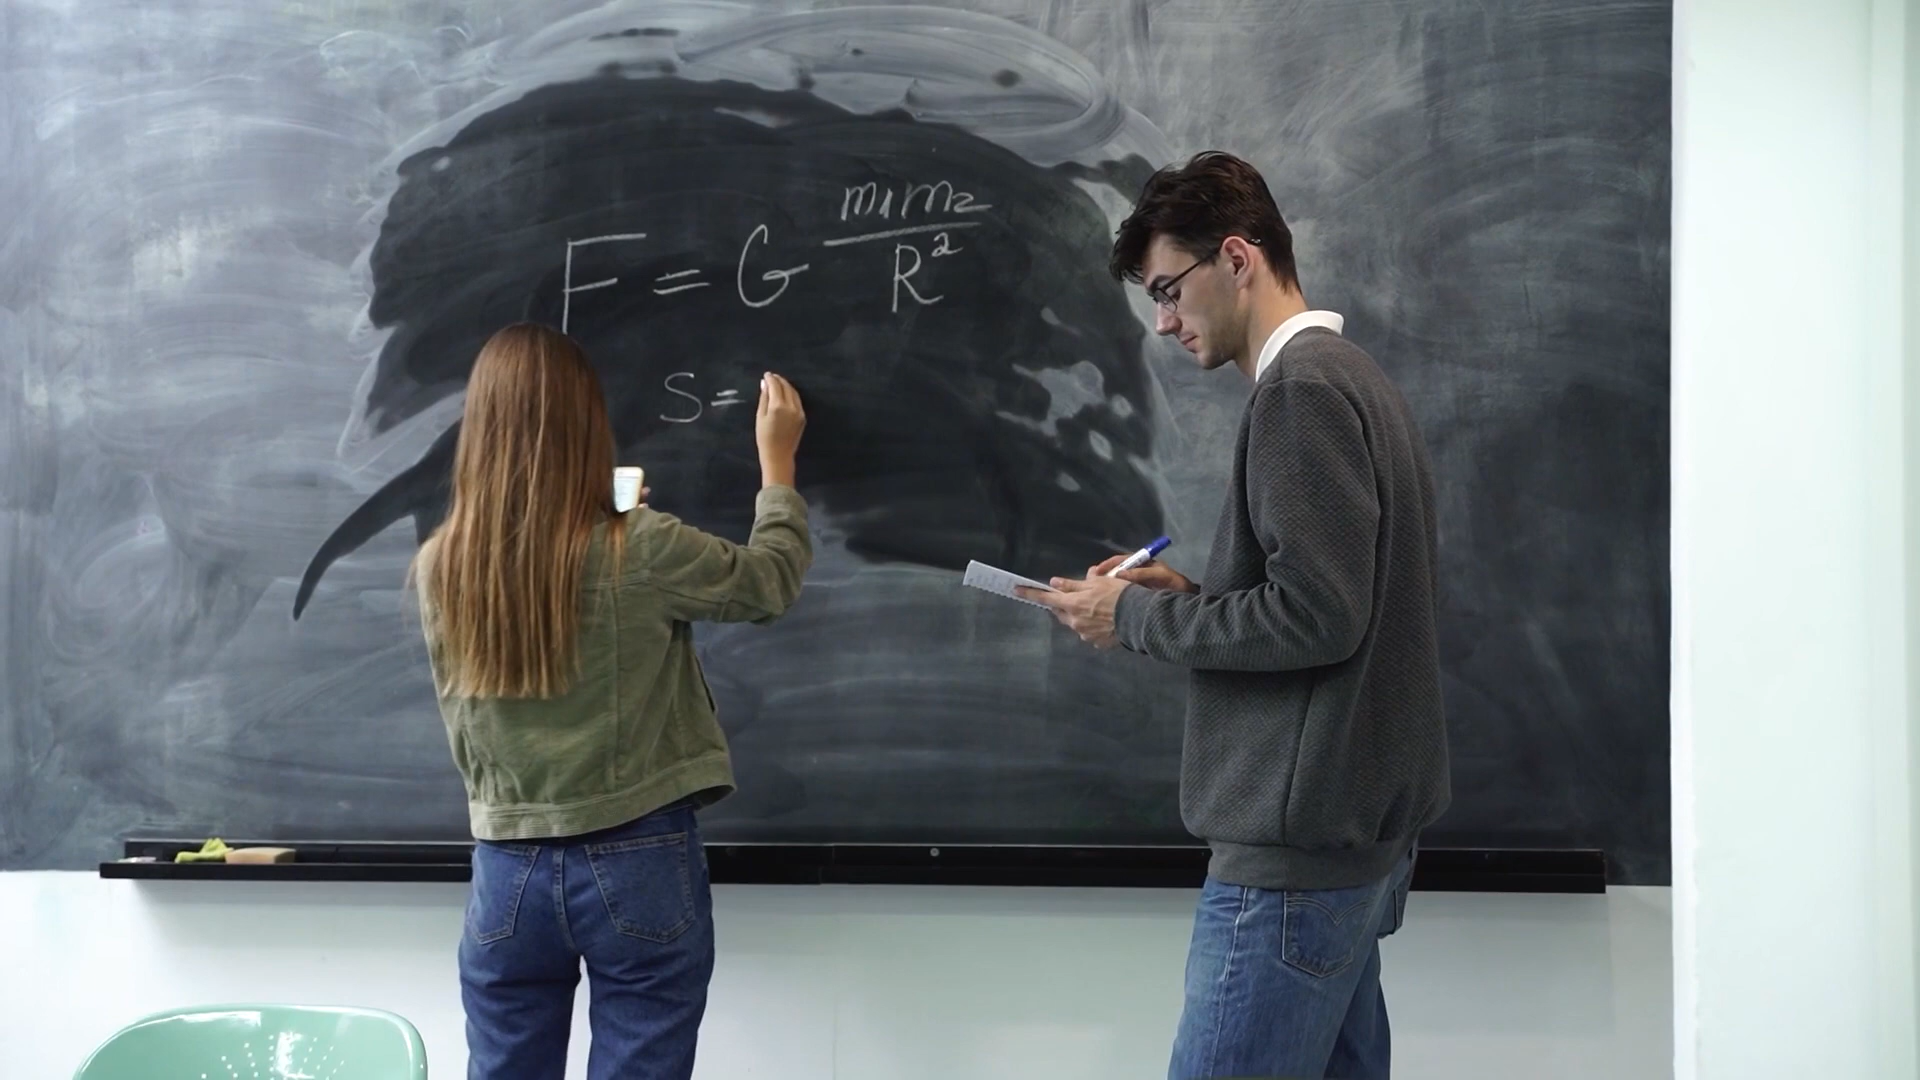 F = G m₁m₂/R²
S =